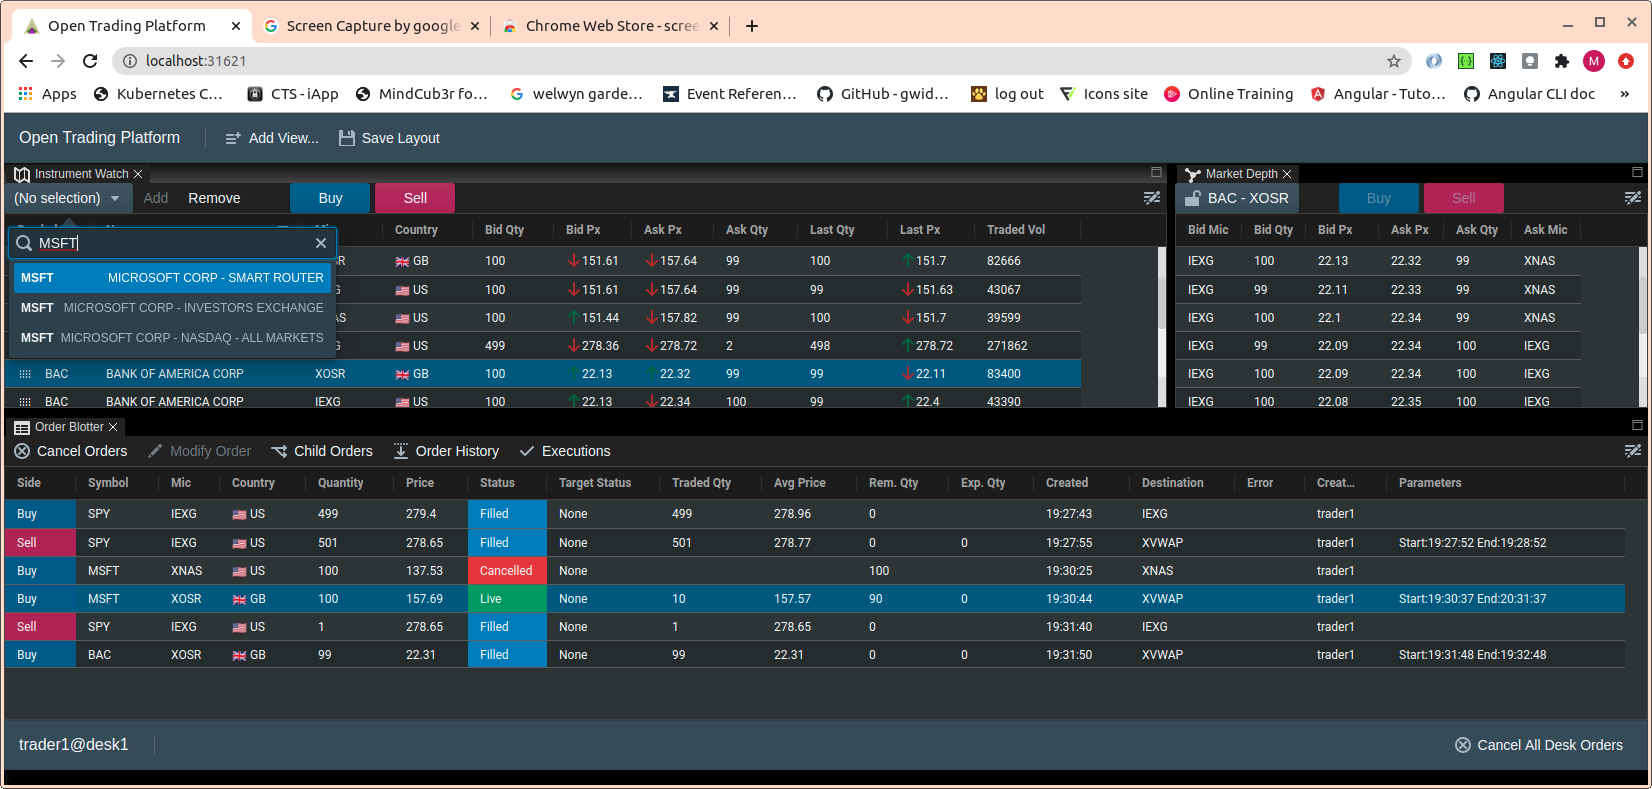 Open Trading Platform
Screen Capture by google
Chrome Web Store - scree
localhost:31621
M
Apps Kubernetes C... CTS - iApp MindCub3r fo... welwyn garde... Event Referen... GitHub - gwid... log out Icons site Online Training Angular - Tuto... Angular CLI doc »
Open Trading Platform Add View... Save Layout
Instrument Watch
(No selection) Add Remove Buy Sell
Country Bid Qty Bid Px Ask Px Ask Qty Last Qty Last Px Traded Vol
MSFT
MSFT MICROSOFT CORP - SMART ROUTER
MSFT MICROSOFT CORP - INVESTORS EXCHANGE
MSFT MICROSOFT CORP - NASDAQ - ALL MARKETS
R GB 100 151.61 157.64 99 100 151.7 82666
US 100 151.61 157.64 99 99 151.63 43067
AS US 100 151.44 157.82 99 100 151.7 39599
US 499 278.36 278.72 2 498 278.72 271862
BAC BANK OF AMERICA CORP XOSR GB 100 22.13 22.32 99 99 22.11 83400
BAC BANK OF AMERICA CORP IEXG US 100 22.13 22.34 100 99 22.4 43390
Market Depth
BAC - XOSR Buy Sell
Bid Mic Bid Qty Bid Px Ask Px Ask Qty Ask Mic
IEXG 100 22.13 22.32 99 XNAS
IEXG 99 22.11 22.33 99 XNAS
IEXG 100 22.1 22.34 100 XNAS
IEXG 99 22.09 22.34 100 IEXG
IEXG 100 22.09 22.34 100 IEXG
IEXG 100 22.08 22.35 100 IEXG
Order Blotter
Cancel Orders Modify Order Child Orders Order History Executions
Side Symbol Mic Country Quantity Price Status Target Status Traded Qty Avg Price Rem. Qty Exp. Qty Created Destination Error Creat... Parameters
Buy SPY IEXG US 499 279.4 Filled None 499 278.96 0 19:27:43 IEXG trader1
Sell SPY IEXG US 501 278.65 Filled None 501 278.77 0 0 19:27:55 XVWAP trader1 Start:19:27:52 End:19:28:52
Buy MSFT XNAS US 100 137.53 Cancelled None 100 19:30:25 XNAS trader1
Buy MSFT XOSR GB 100 157.69 Live None 10 157.57 90 0 19:30:44 XVWAP trader1 Start:19:30:37 End:20:31:37
Sell SPY IEXG US 1 278.65 Filled None 1 278.65 0 19:31:40 IEXG trader1
Buy BAC XOSR GB 99 22.31 Filled None 99 22.31 0 0 19:31:50 XVWAP trader1 Start:19:31:48 End:19:32:48
trader1@desk1 Cancel All Desk Orders